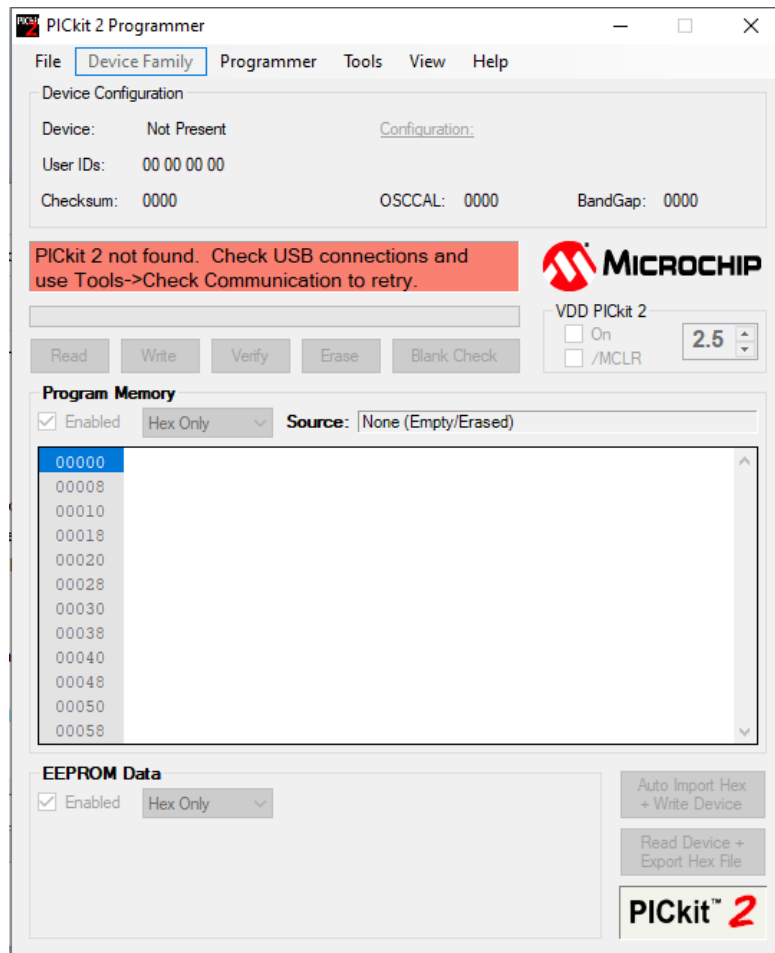 PICkit 2 Programmer
File Device Family Programmer Tools View Help
Device Configuration
Device: Not Present Configuration:
User IDs: 00 00 00 00
Checksum: 0000 OSCCAL: 0000 BandGap: 0000
PICkit 2 not found. Check USB connections and
use Tools->Check Communication to retry.
MICROCHIP
VDD PICkit 2
On
2.5
/MCLR
Read Write Verify Erase Blank Check
Program Memory
Enabled Hex Only Source: None (Empty/Erased)
00000
00008
00010
00018
00020
00028
00030
00038
00040
00048
00050
00058
EEPROM Data
Enabled Hex Only
Auto Import Hex
+ Write Device
Read Device +
Export Hex File
PICkit™ 2